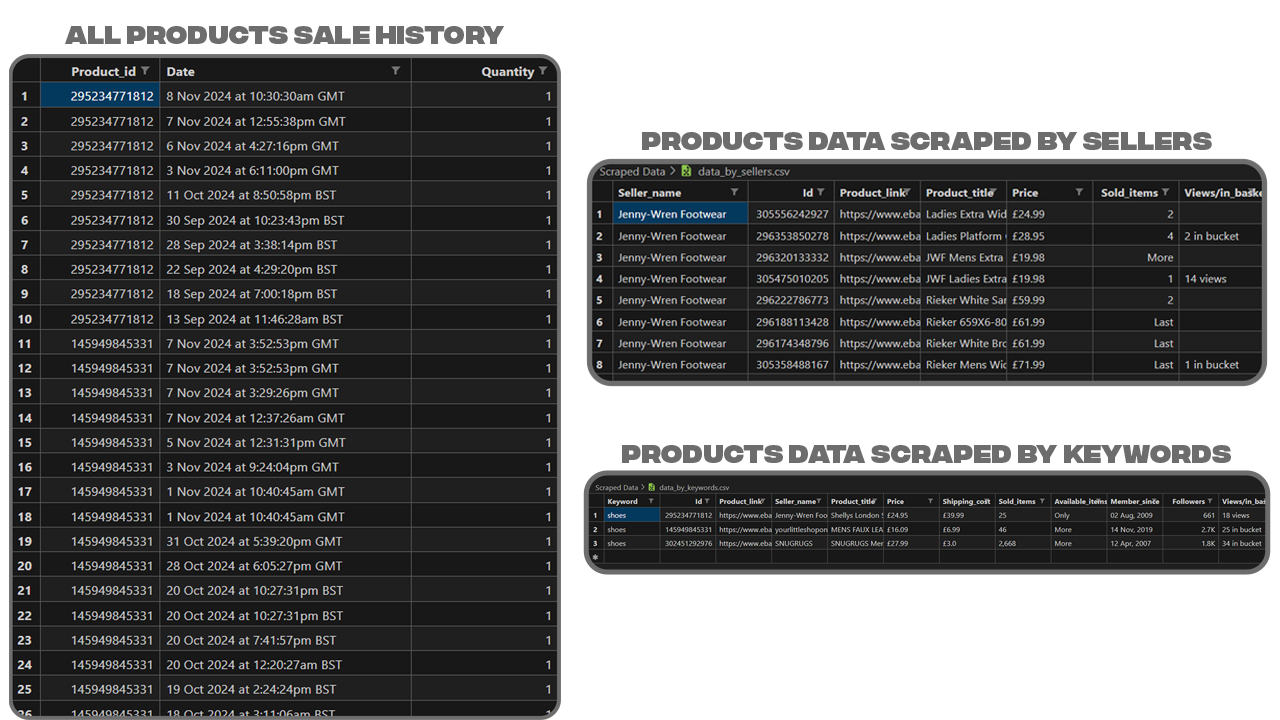 ALL PRODUCTS SALE HISTORY
Product_id Date Quantity
1 295234771812 8 Nov 2024 at 10:30:30am GMT 1
2 295234771812 7 Nov 2024 at 12:55:38pm GMT 1
3 295234771812 6 Nov 2024 at 4:27:16pm GMT 1
4 295234771812 3 Nov 2024 at 6:11:00pm GMT 1
5 295234771812 11 Oct 2024 at 8:50:58pm BST 1
6 295234771812 30 Sep 2024 at 10:23:43pm BST 1
7 295234771812 28 Sep 2024 at 3:38:14pm BST 1
8 295234771812 22 Sep 2024 at 4:29:20pm BST 1
9 295234771812 18 Sep 2024 at 7:00:18pm BST 1
10 295234771812 13 Sep 2024 at 11:46:28am BST 1
11 145949845331 7 Nov 2024 at 3:52:53pm GMT 1
12 145949845331 7 Nov 2024 at 3:52:53pm GMT 1
13 145949845331 7 Nov 2024 at 3:29:26pm GMT 1
14 145949845331 7 Nov 2024 at 12:37:26am GMT 1
15 145949845331 5 Nov 2024 at 12:31:31pm GMT 1
16 145949845331 3 Nov 2024 at 9:24:04pm GMT 1
17 145949845331 1 Nov 2024 at 10:40:45am GMT 1
18 145949845331 1 Nov 2024 at 10:40:45am GMT 1
19 145949845331 31 Oct 2024 at 5:39:20pm GMT 1
20 145949845331 28 Oct 2024 at 6:05:27pm GMT 1
21 145949845331 20 Oct 2024 at 10:27:31pm BST 1
22 145949845331 20 Oct 2024 at 10:27:31pm BST 1
23 145949845331 20 Oct 2024 at 7:41:57pm BST 1
24 145949845331 20 Oct 2024 at 12:20:27am BST 1
25 145949845331 19 Oct 2024 at 2:24:24pm BST 1
26 145949845331 18 Oct 2024 at 3:11:06am BST 1
PRODUCTS DATA SCRAPED BY SELLERS
Scraped Data > data_by_sellers.csv
Seller_name Id Product_link Product_title Price Sold_items Views/in_baske
1 Jenny-Wren Footwear 305556242927 https://www.eba Ladies Extra Wid £24.99 2
2 Jenny-Wren Footwear 296353850278 https://www.eba Ladies Platform £28.95 4 2 in bucket
3 Jenny-Wren Footwear 296320133332 https://www.eba JWF Mens Extra £19.98 More
4 Jenny-Wren Footwear 305475010205 https://www.eba JWF Ladies Extra £19.98 1 14 views
5 Jenny-Wren Footwear 296222786773 https://www.eba Rieker White Sar £59.99 2
6 Jenny-Wren Footwear 296188113428 https://www.eba Rieker 659X6-80 £61.99 Last
7 Jenny-Wren Footwear 296174348796 https://www.eba Rieker White Bro £61.99 Last
8 Jenny-Wren Footwear 305358488167 https://www.eba Rieker Mens Wid £71.99 Last 1 in bucket
PRODUCTS DATA SCRAPED BY KEYWORDS
Scraped Data > data_by_keywords.csv
Keyword Id Product_link Seller_name Product_title Price Shipping_cost Sold_items Available_items Member_since Followers Views/in_bas
1 shoes 295234771812 https://www.eba Jenny-Wren Foo Shellys London S £24.95 £39.99 25 Only 02 Aug, 2009 661 18 views
2 shoes 145949845331 https://www.eba yourlittleshopon MENS FAUX LEA £16.09 £6.99 46 More 14 Nov, 2019 2.7K 25 in bucket
3 shoes 302451292976 https://www.eba SNUGRUGS SNUGRUGS Mer £27.99 £3.0 2,668 More 12 Apr, 2007 1.8K 34 in bucket